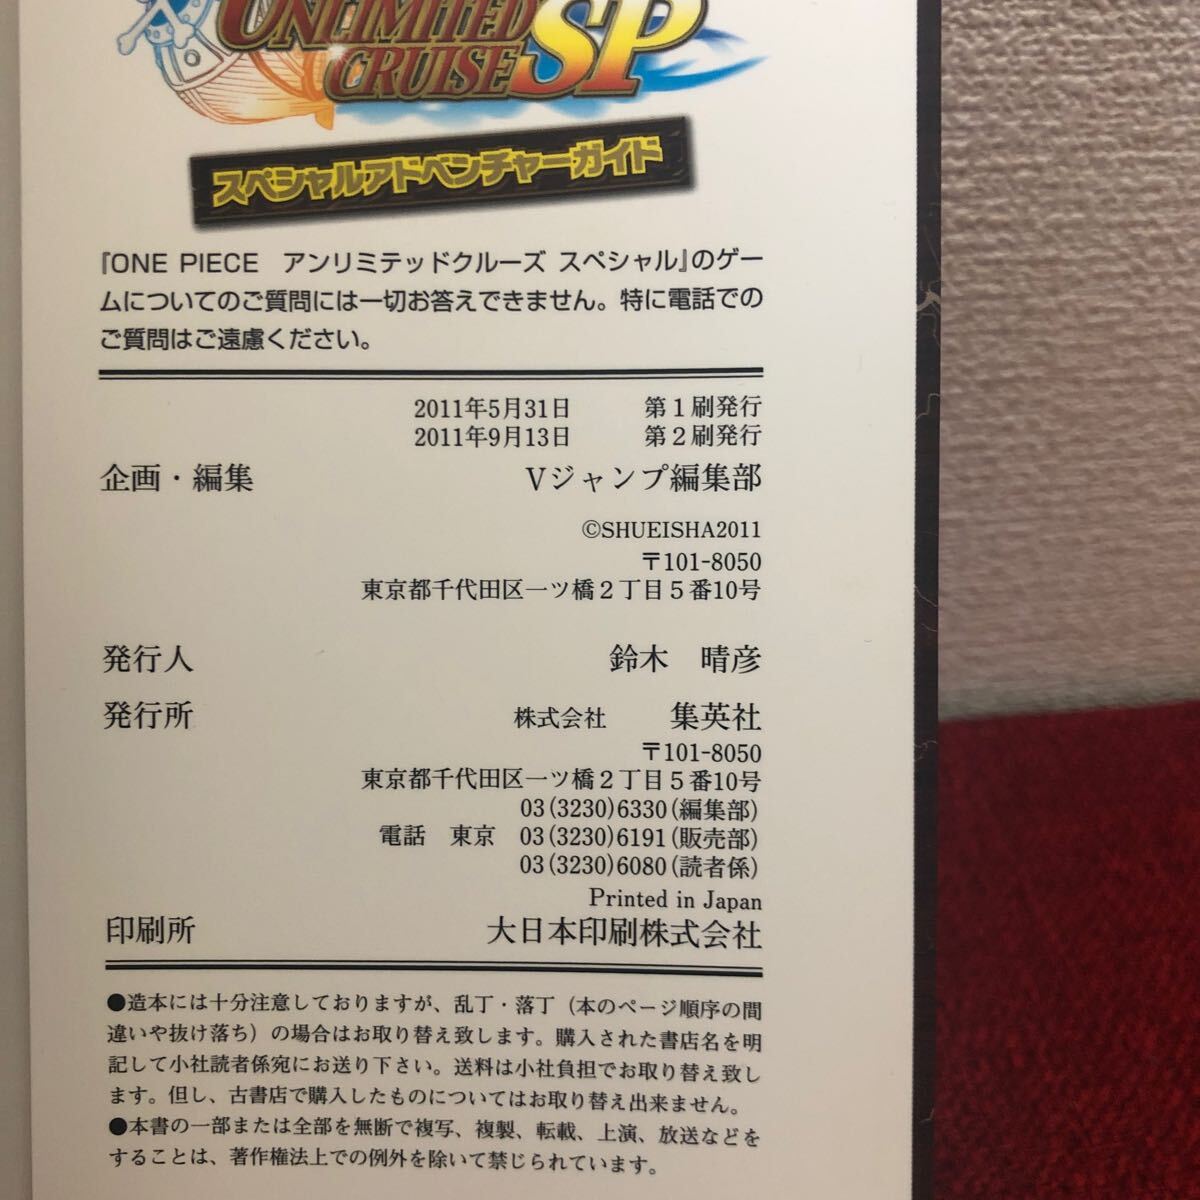 UNLIMITED
CRUISE SP
スペシャルアドベンチャーガイド
『ONE PIECE　アンリミテッドクルーズ スペシャル』のゲー
ムについてのご質問には一切お答えできません。特に電話での
ご質問はご遠慮ください。
2011年5月31日　第1刷発行
2011年9月13日　第2刷発行
企画・編集　Vジャンプ編集部
©SHUEISHA2011
〒101-8050
東京都千代田区一ツ橋2丁目5番10号
発行人　鈴木　晴彦
発行所　株式会社　集英社
〒101-8050
東京都千代田区一ツ橋2丁目5番10号
03(3230)6330(編集部)
電話　東京　03(3230)6191(販売部)
03(3230)6080(読者係)
Printed in Japan
印刷所　大日本印刷株式会社
●造本には十分注意しておりますが、乱丁・落丁（本のページ順序の間
違いや抜け落ち）の場合はお取り替え致します。購入された書店名を明
記して小社読者係宛にお送り下さい。送料は小社負担でお取り替え致し
ます。但し、古書店で購入したものについてはお取り替え出来ません。
●本書の一部または全部を無断で複写、複製、転載、上演、放送などを
することは、著作権法上での例外を除いて禁じられています。